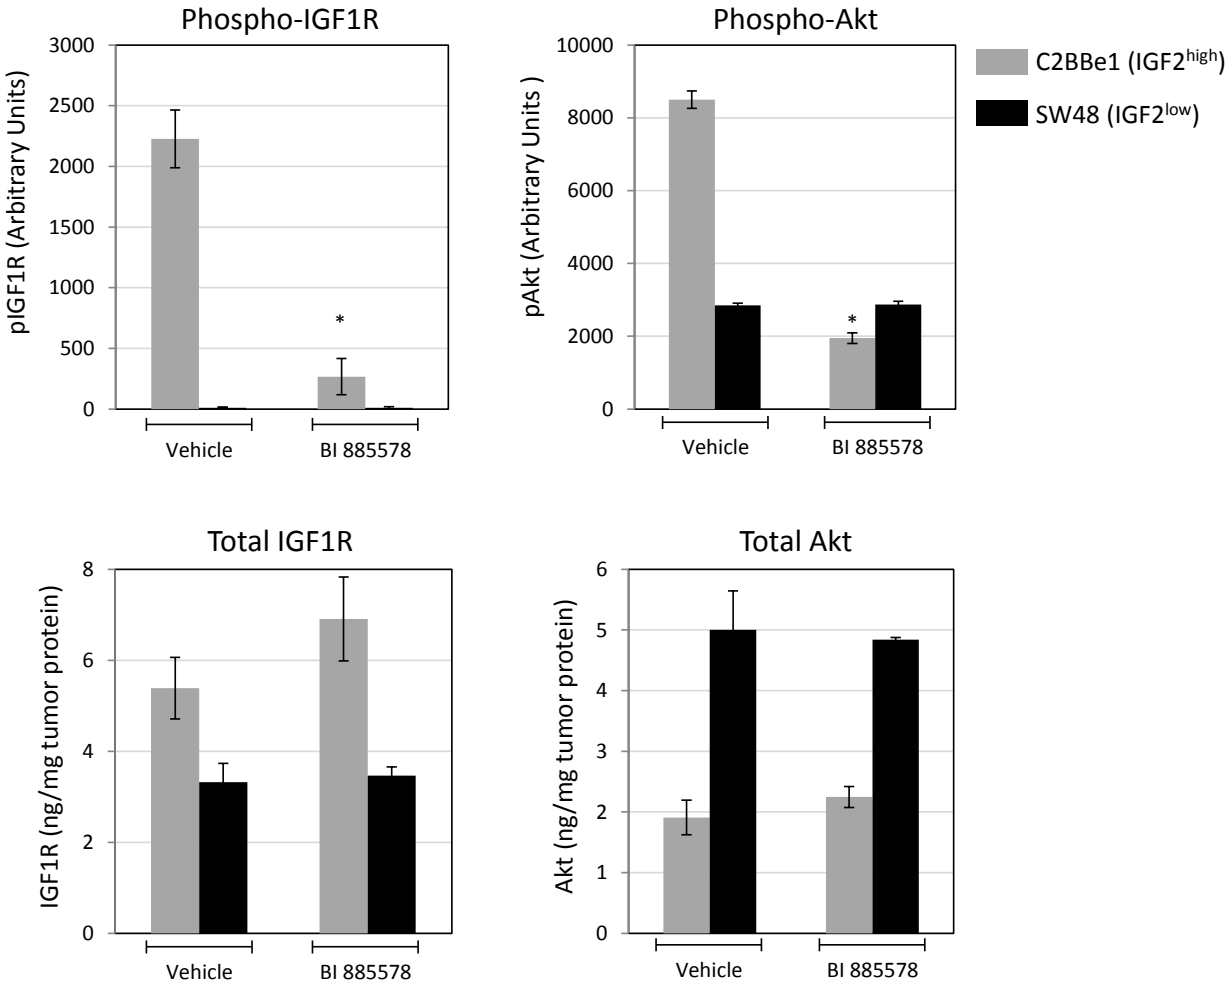 Phospho-IGF1R
pIGF1R (Arbitrary Units)
3000
2500
2000
1500
1000
500
0
*
Vehicle
BI 885578
Phospho-Akt
pAkt (Arbitrary Units )
10000
8000
6000
4000
2000
0
*
Vehicle
BI 885578
C2BBe1 (IGF2high)
SW48 (IGF2low)
Total IGF1R
IGF1R (ng/mg tumor protein)
8
6
4
2
0
Vehicle
BI 885578
Total Akt
Akt (ng/mg tumor protein)
6
5
4
3
2
1
0
Vehicle
BI 885578